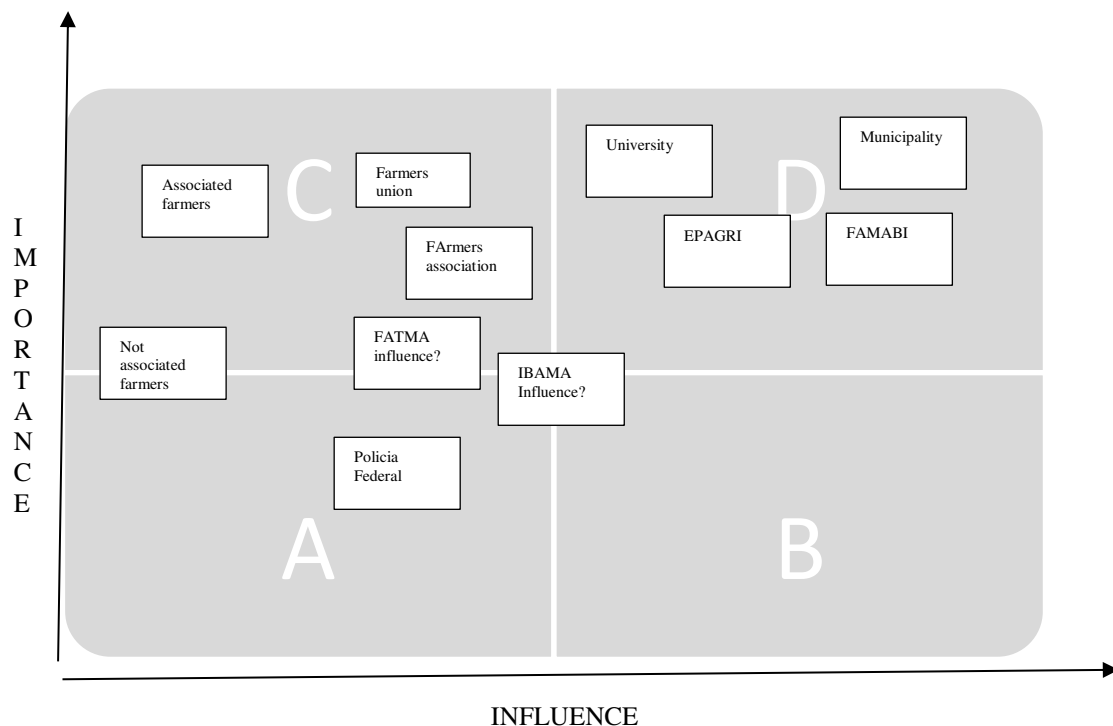 IMPORTANCE
C
D
Associated
farmers
Farmers
union
FArmers
association
University
Municipality
EPAGRI
FAMABI
Not
associated
farmers
FATMA
influence?
IBAMA
Influence?
Policia
Federal
A
B
INFLUENCE